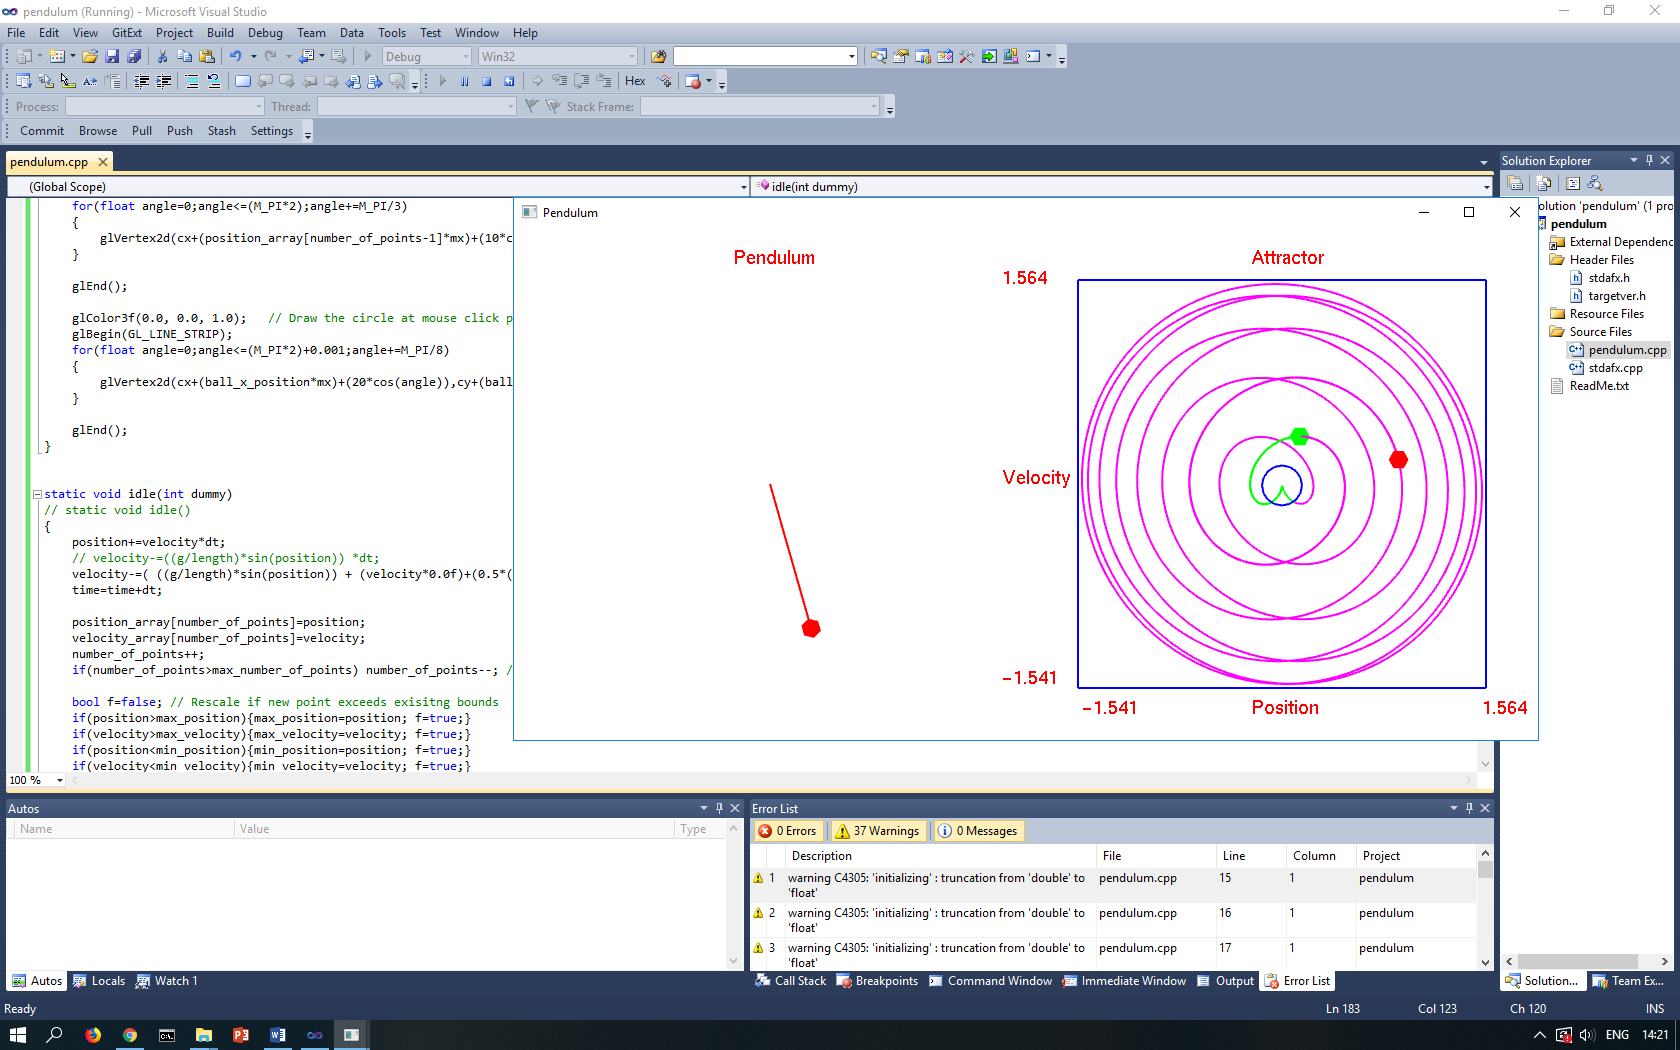 pendulum (Running) - Microsoft Visual Studio
File Edit View GitExt Project Build Debug Team Data Tools Test Window Help
Debug Win32
Hex
Process: Thread: Stack Frame:
Commit Browse Pull Push Stash Settings
pendulum.cpp
(Global Scope) idle(int dummy)
for(float angle=0;angle<=(M_PI*2);angle+=M_PI/3)
{
glVertex2d(cx+(position_array[number_of_points-1]*mx)+(10*c
}
glEnd();
glColor3f(0.0, 0.0, 1.0); // Draw the circle at mouse click p
glBegin(GL_LINE_STRIP);
for(float angle=0;angle<=(M_PI*2)+0.001;angle+=M_PI/8)
{
glVertex2d(cx+(ball_x_position*mx)+(20*cos(angle)),cy+(ball
}
glEnd();
}
static void idle(int dummy)
// static void idle()
{
position+=velocity*dt;
// velocity-=((g/length)*sin(position)) *dt;
velocity-=( ((g/length)*sin(position)) + (velocity*0.0f)+(0.5*(
time=time+dt;
position_array[number_of_points]=position;
velocity_array[number_of_points]=velocity;
number_of_points++;
if(number_of_points>max_number_of_points) number_of_points--; /
bool f=false; // Rescale if new point exceeds exisitng bounds
if(position>max_position){max_position=position; f=true;}
if(velocity>max_velocity){max_velocity=velocity; f=true;}
if(position<min_position){min_position=position; f=true;}
if(velocity<min_velocity){min_velocity=velocity; f=true;}
100 %
Pendulum
Pendulum
Attractor
1.564
Velocity
-1.541
-1.541 Position 1.564
Solution Explorer
olution 'pendulum' (1 pro
pendulum
External Dependenc
Header Files
stdafx.h
targetver.h
Resource Files
Source Files
pendulum.cpp
stdafx.cpp
ReadMe.txt
Autos
Name Value Type
Error List
0 Errors 37 Warnings 0 Messages
Description File Line Column Project
1 warning C4305: 'initializing' : truncation from 'double' to 'float' pendulum.cpp 15 1 pendulum
2 warning C4305: 'initializing' : truncation from 'double' to 'float' pendulum.cpp 16 1 pendulum
3 warning C4305: 'initializing' : truncation from 'double' to 'float' pendulum.cpp 17 1 pendulum
Autos Locals Watch 1
Call Stack Breakpoints Command Window Immediate Window Output Error List
Solution... Team Ex...
Ready Ln 183 Col 123 Ch 120 INS
ENG 14:21